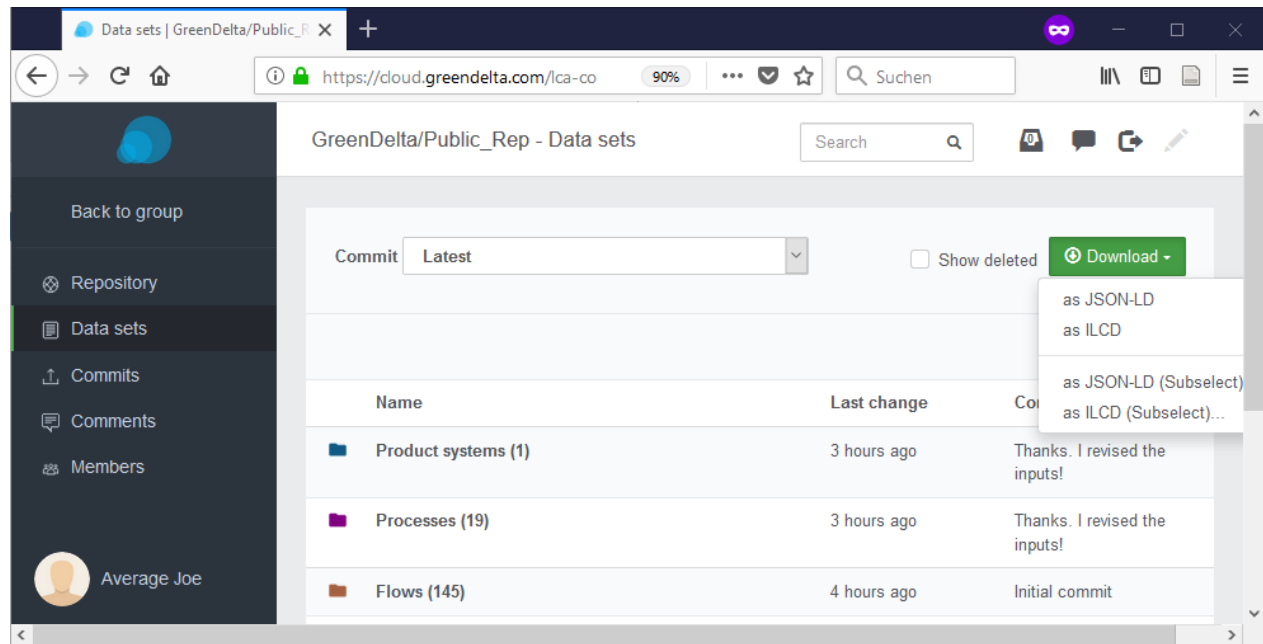 Data sets | GreenDelta/Public_R
https://cloud.greendelta.com/lca-co
90%
Suchen
GreenDelta/Public_Rep - Data sets
Search
0
Back to group
Repository
Data sets
Commits
Comments
Members
Average Joe
Commit
Latest
Show deleted
Download
as JSON-LD
as ILCD
as JSON-LD (Subselect)
as ILCD (Subselect)...
Name
Last change
Co
Product systems (1)
3 hours ago
Thanks. I revised the
inputs!
Processes (19)
3 hours ago
Thanks. I revised the
inputs!
Flows (145)
4 hours ago
Initial commit